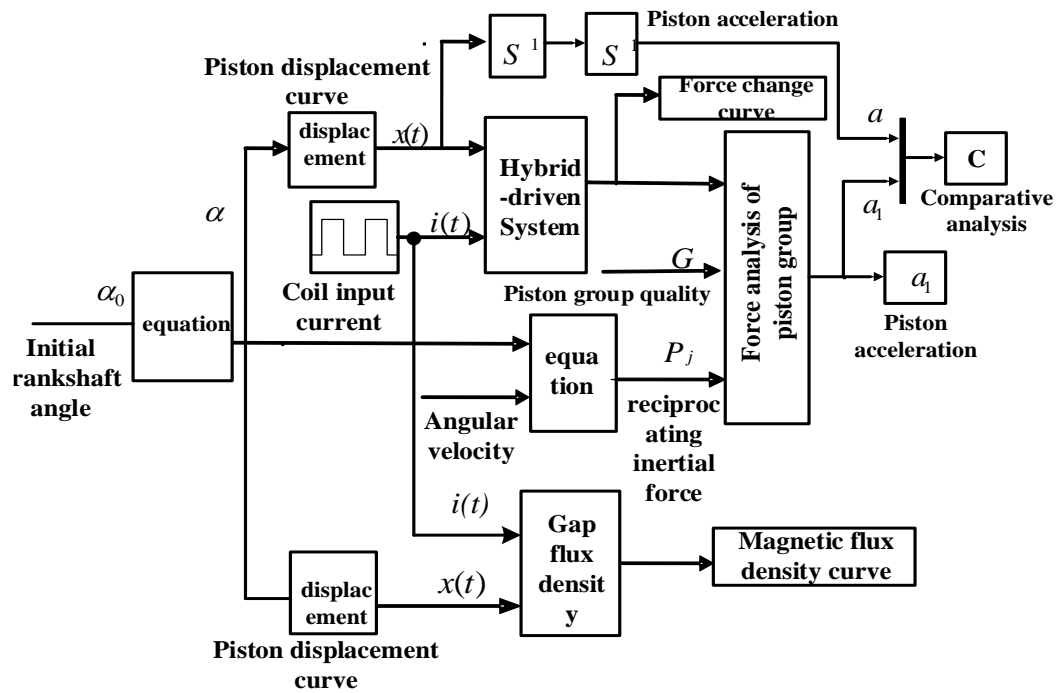 Piston acceleration
S 1
S 1
Piston displacement
curve
Force change
curve
displac
ement
x(t)
a
Hybrid
-driven
System
Force analysis of
piston group
C
Comparative
analysis
α
i(t)
a1
G
Coil input
current
Piston group quality
a1
α0
equation
Piston
acceleration
Initial
rankshaft
angle
equa
tion
Pj
Angular
velocity
reciproc
ating
inertial
force
i(t)
Gap
flux
densit
y
Magnetic flux
density curve
displac
ement
x(t)
Piston displacement
curve